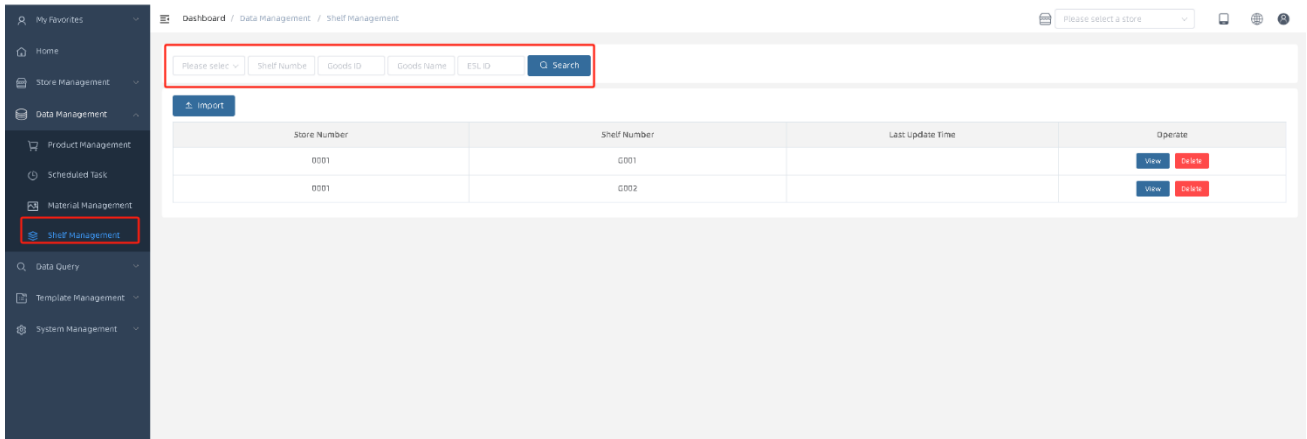 My Favorites
Dashboard / Data Management / Shelf Management
Please select a store
Home
Store Management
Data Management
Product Management
Scheduled Task
Material Management
Shelf Management
Data Query
Template Management
System Management
Please selec Shelf Numbe Goods ID Goods Name ESL ID Search
Import
Store Number Shelf Number Last Update Time Operate
0001 G001 View Delete
0001 G002 View Delete